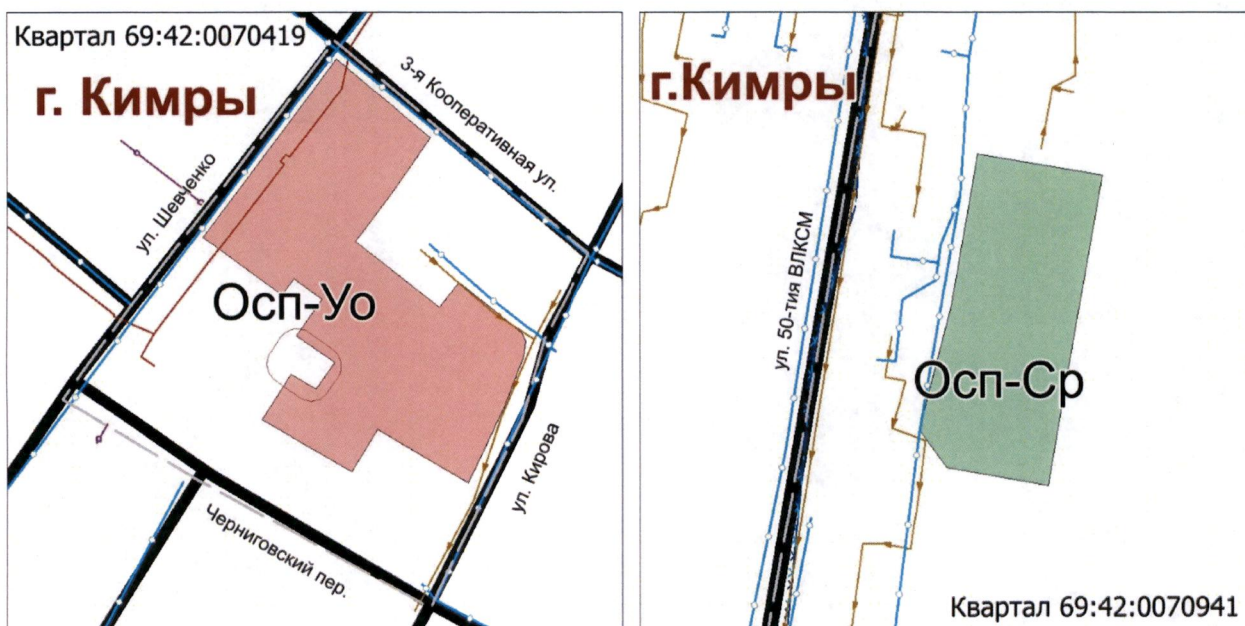 Квартал 69:42:0070419
г. Кимры
3-я Кооперативная ул.
ул. Шевченко
Осп-Уо
ул. Кирова
Черниговский пер.
г.Кимры
ул. 50-тия ВЛКСМ
Осп-Ср
Квартал 69:42:0070941